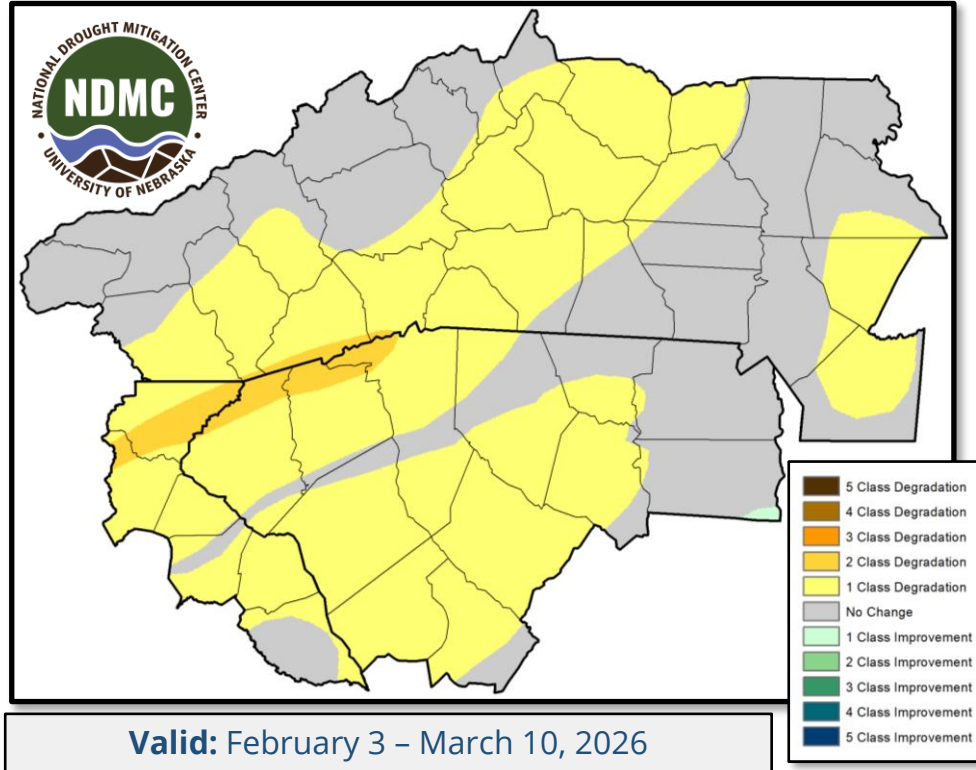 NATIONAL DROUGHT MITIGATION CENTER
NDMC
UNIVERSITY OF NEBRASKA
5 Class Degradation
4 Class Degradation
3 Class Degradation
2 Class Degradation
1 Class Degradation
No Change
1 Class Improvement
2 Class Improvement
3 Class Improvement
4 Class Improvement
5 Class Improvement
Valid: February 3 – March 10, 2026